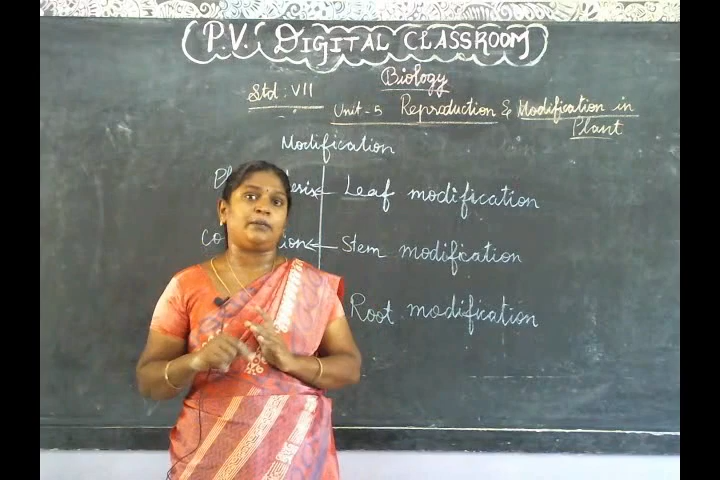 P.V. DIGITAL CLASSROOM
Biology
Std : VII
Unit - 5 Reproduction & Modification in
Plant
Modification
Leaf modification
Stem modification
Root modification